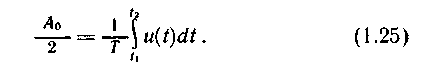 A₀/2 = 1/T ∫_{t₁}^{t₂} u(t)dt. (1.25)